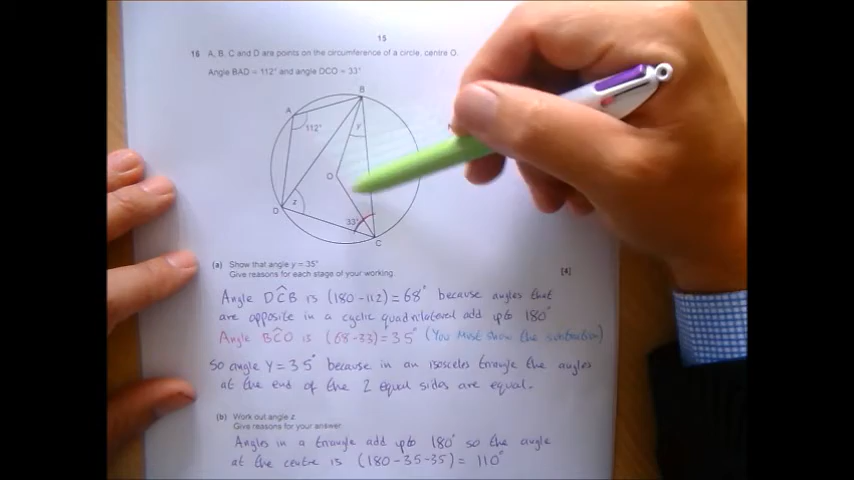 15
16 A, B, C and D are points on the circumference of a circle, centre O.
Angle BAD = 112° and angle DCO = 33°
B
A
112°
y
O
D
z
33°
C
(a) Show that angle y = 35°
Give reasons for each stage of your working.
[4]
Angle DĈB is (180-112) = 68° because angles that
are opposite in a cyclic quadrilateral add up to 180°
Angle BĈO is (68-33) = 35° (You Must show the subtraction)
So angle Y = 35° because in an isosceles triangle the angles
at the end of the 2 equal sides are equal.
(b) Work out angle z
Give reasons for your answer.
Angles in a triangle add up to 180° so the angle
at the centre is (180-35-35) = 110°